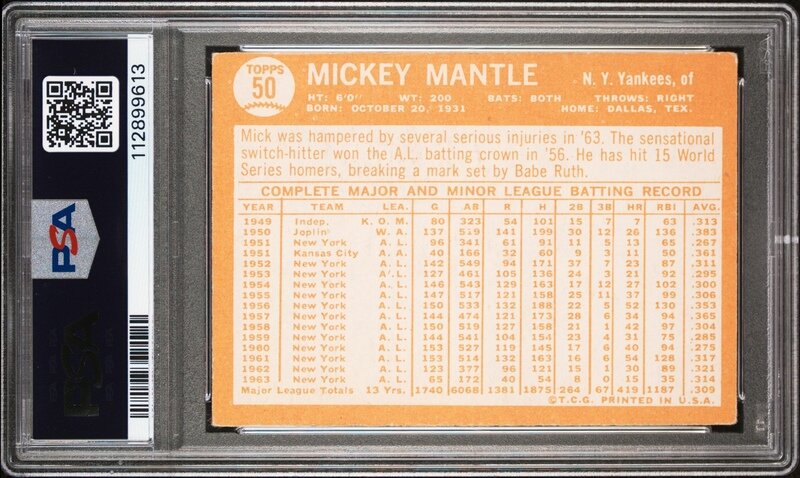 112899613
PSA
PSA
TOPPS
50
MICKEY MANTLE
N. Y. Yankees, of
HT: 6'0" WT: 200 BATS: BOTH THROWS: RIGHT
BORN: OCTOBER 20, 1931 HOME: DALLAS, TEX.
Mick was hampered by several serious injuries in '63. The sensational
switch-hitter won the A.L. batting crown in '56. He has hit 15 World
Series homers, breaking a mark set by Babe Ruth.
COMPLETE MAJOR AND MINOR LEAGUE BATTING RECORD
YEAR TEAM LEA. G AB R H 2B 3B HR RBI AVG.
1949 Indep. K. O. M. 80 323 54 101 15 7 7 63 .313
1950 Joplin W. A. 137 519 141 199 30 12 26 136 .383
1951 New York A. L. 96 341 61 91 11 5 13 65 .267
1951 Kansas City A. A. 40 166 32 60 9 3 11 50 .361
1952 New York A. L. 142 549 94 171 37 7 23 87 .311
1953 New York A. L. 127 461 105 136 24 3 21 92 .295
1954 New York A. L. 146 543 129 163 17 12 27 102 .300
1955 New York A. L. 147 517 121 158 25 11 37 99 .306
1956 New York A. L. 150 533 132 188 22 5 52 130 .353
1957 New York A. L. 144 474 121 173 28 6 34 94 .365
1958 New York A. L. 150 519 127 158 21 1 42 97 .304
1959 New York A. L. 144 541 104 154 23 4 31 75 .285
1960 New York A. L. 153 527 119 145 17 6 40 94 .275
1961 New York A. L. 153 514 132 163 16 6 54 128 .317
1962 New York A. L. 123 377 96 121 15 1 30 89 .321
1963 New York A. L. 65 172 40 54 8 0 15 35 .314
Major League Totals 13 Yrs. 1740 6068 1381 1875 264 67 419 1187 .309
©T.C.G. PRINTED IN U.S.A.